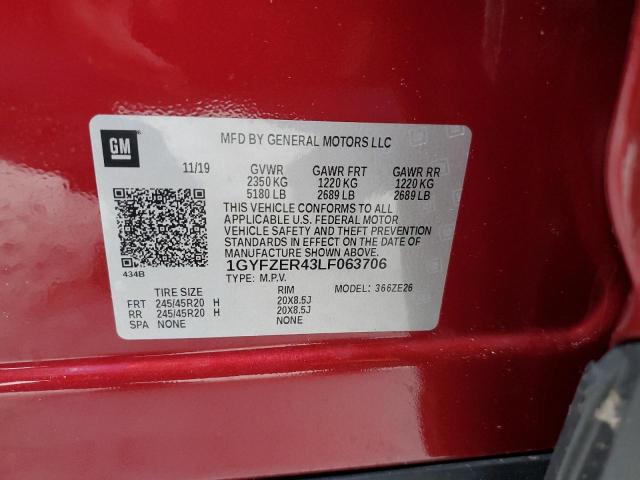 GM
MFD BY GENERAL MOTORS LLC
11/19 GVWR GAWR FRT GAWR RR
2350 KG 1220 KG 1220 KG
5180 LB 2689 LB 2689 LB
THIS VEHICLE CONFORMS TO ALL
APPLICABLE U.S. FEDERAL MOTOR
VEHICLE SAFETY AND THEFT PREVENTION
STANDARDS IN EFFECT ON THE DATE OF
MANUFACTURE SHOWN ABOVE.
434B 1GYFZER43LF063706
TYPE: M.P.V. MODEL: 366ZE26
TIRE SIZE RIM
FRT 245/45R20 H 20X8.5J
RR 245/45R20 H 20X8.5J
SPA NONE NONE